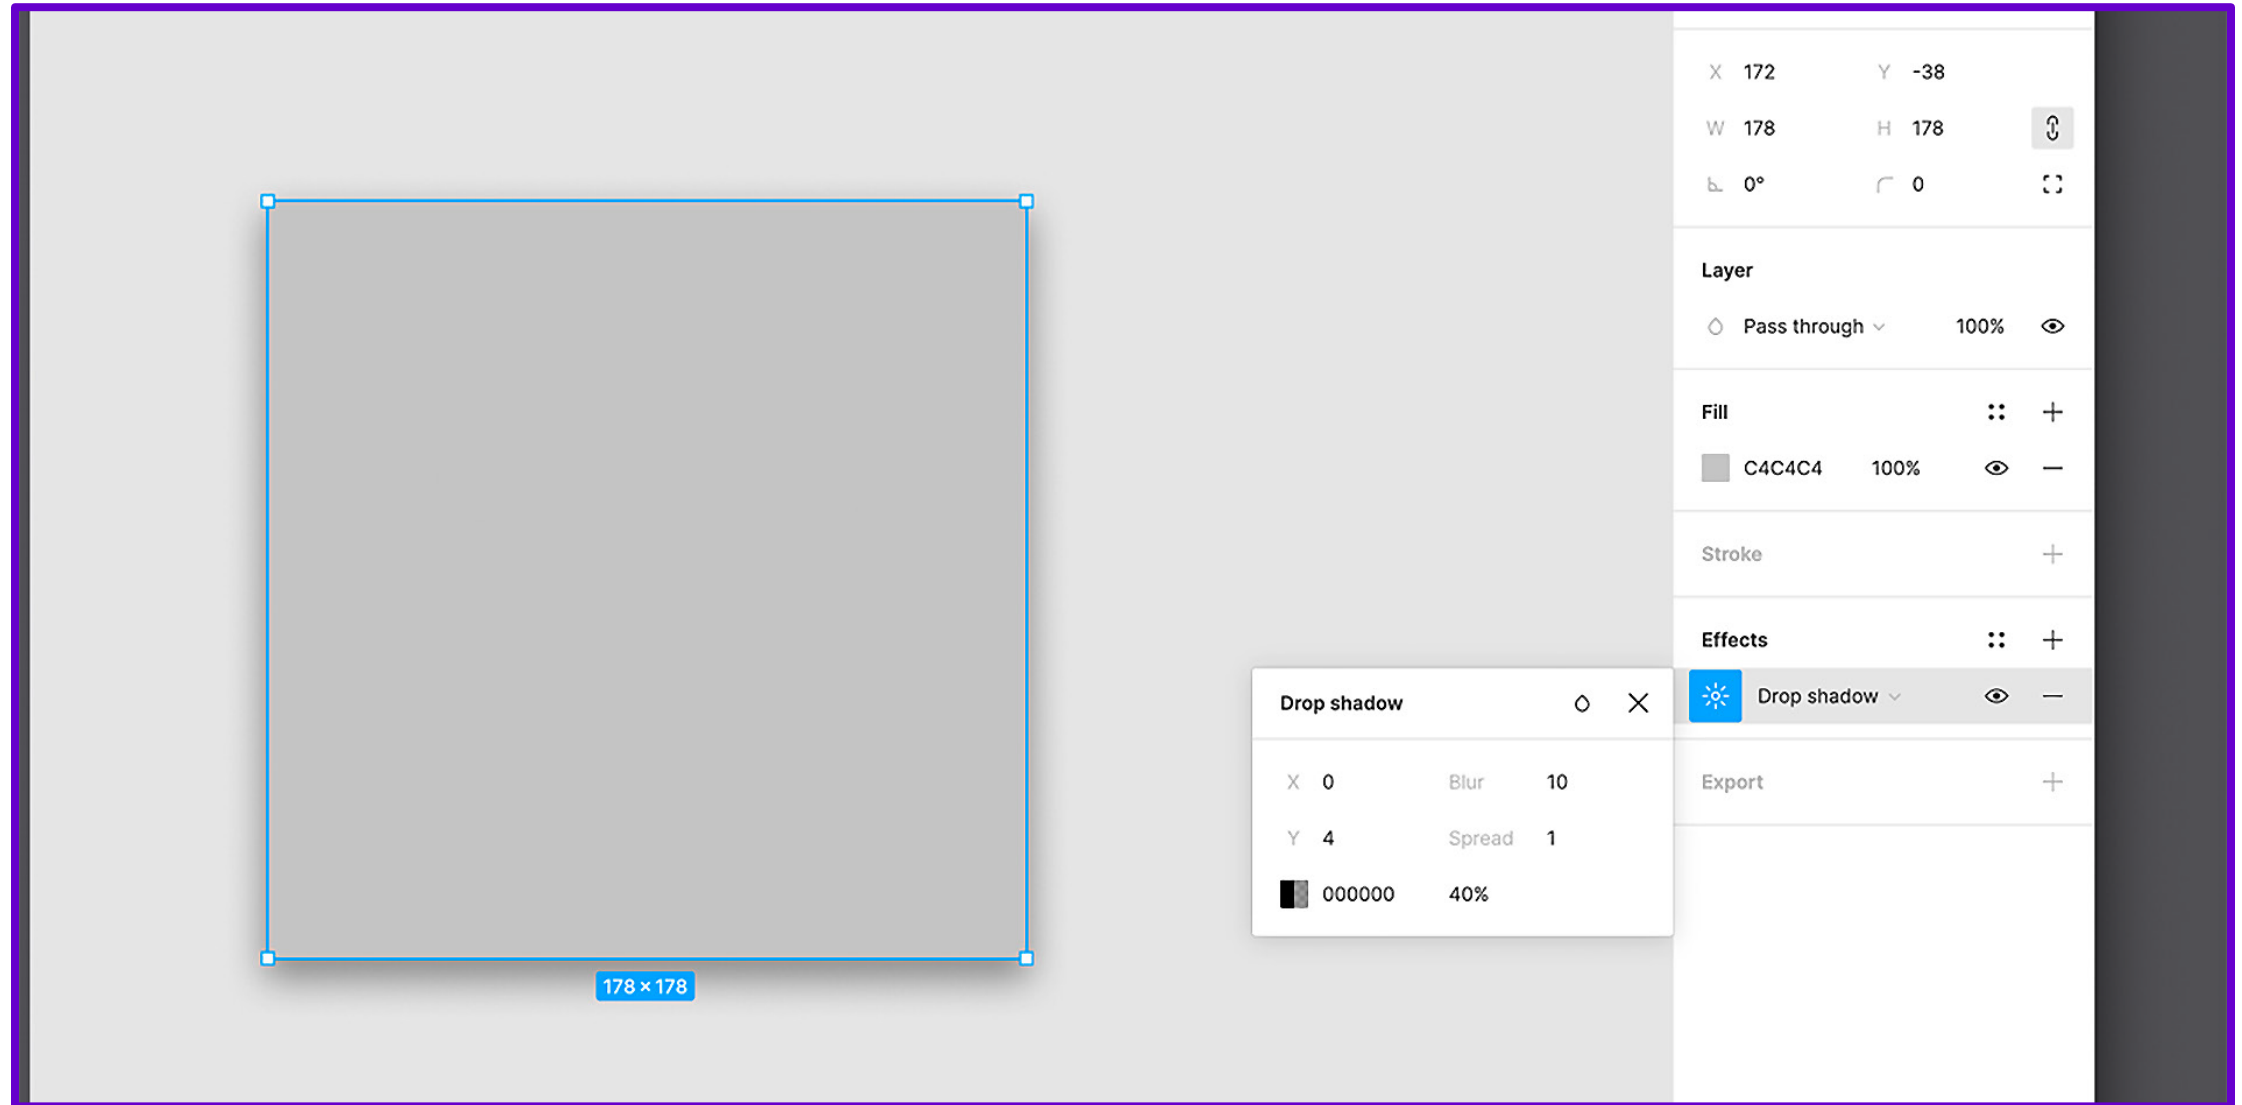 X 172 Y -38
W 178 H 178
0° 0
Layer
Pass through 100%
Fill
C4C4C4 100%
Stroke
Effects
Drop shadow
Export
Drop shadow
X 0 Blur 10
Y 4 Spread 1
000000 40%
178 × 178